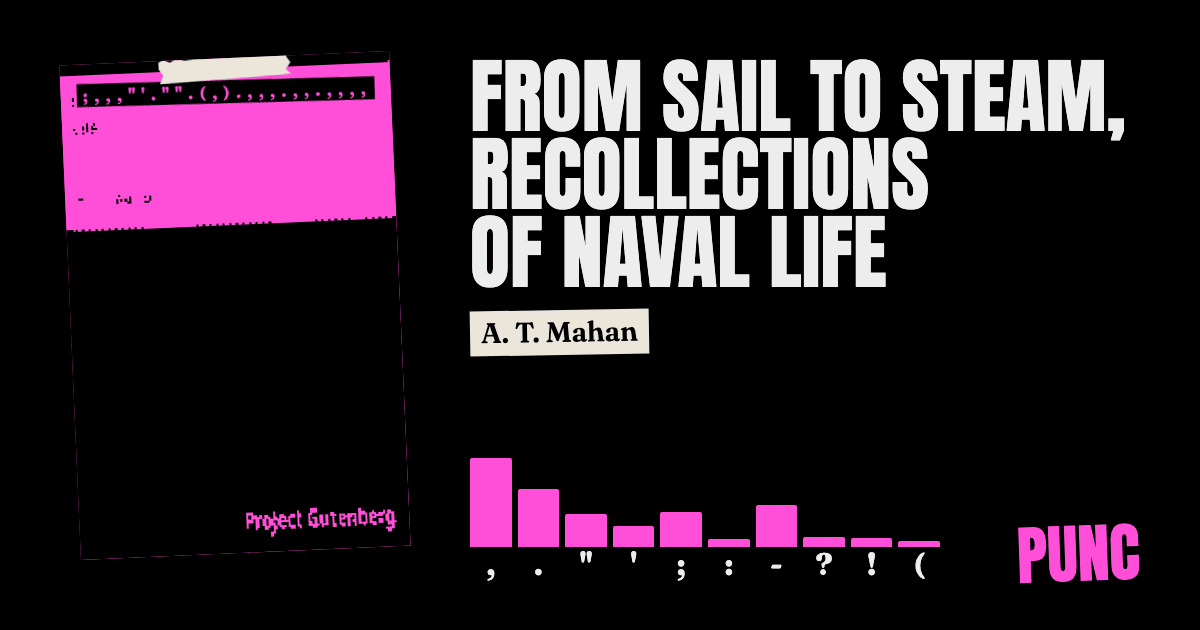 ;,,,"'."".(,).,,,.,,.,,,,
Project Gutenberg
FROM SAIL TO STEAM,
RECOLLECTIONS
OF NAVAL LIFE
A. T. Mahan
, . " ' ; : - ? ! (
PUNC